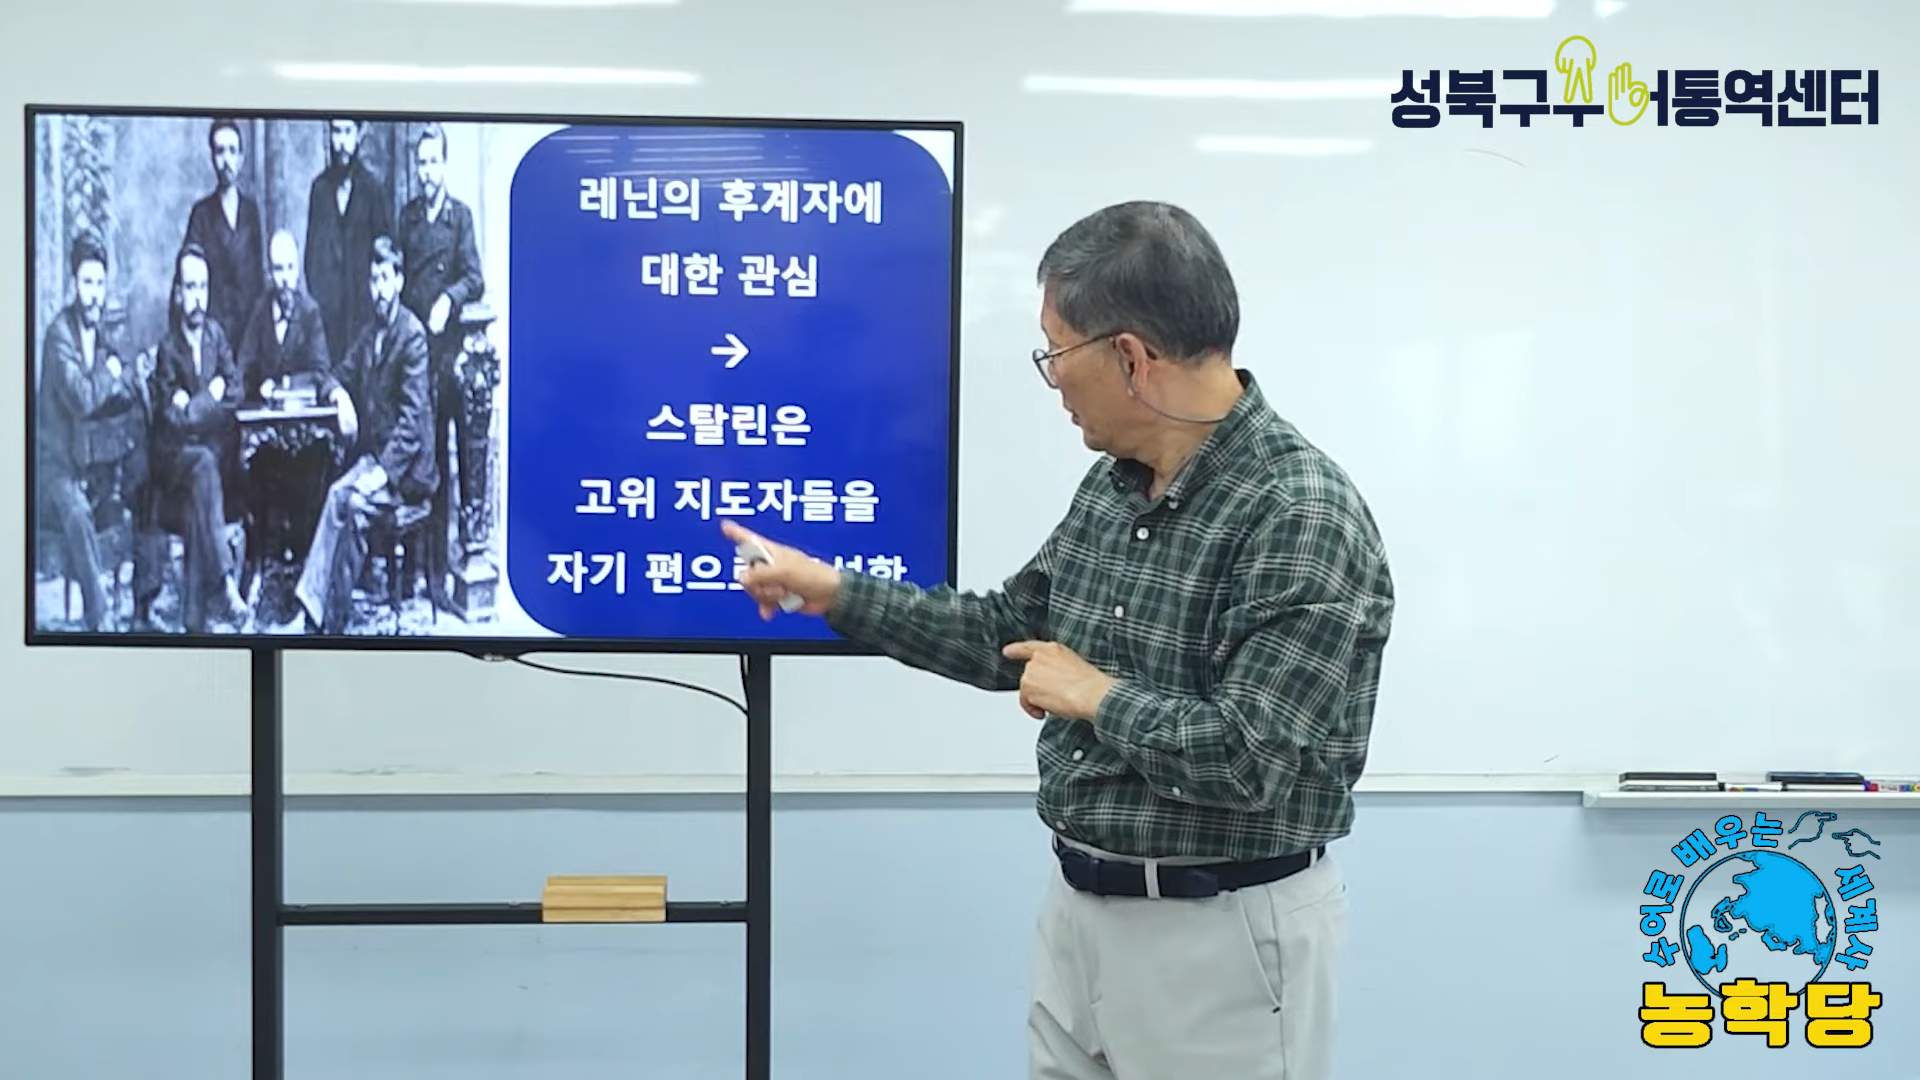 성북구수어통역센터
레닌의 후계자에
대한 관심
→
스탈린은
고위 지도자들을
자기 편으로
수어로 배우는 세계사
농학당